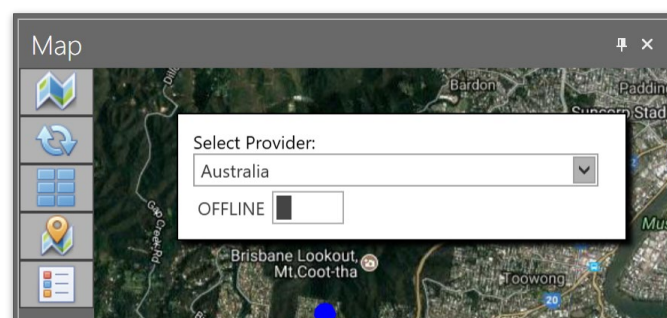 Map
Bardon
Paddin
Suncorp Stad
Select Provider:
Australia
OFFLINE
Gap Creek Rd
Brisbane Lookout,
Mt.Coot-tha
Toowong
20
Mus